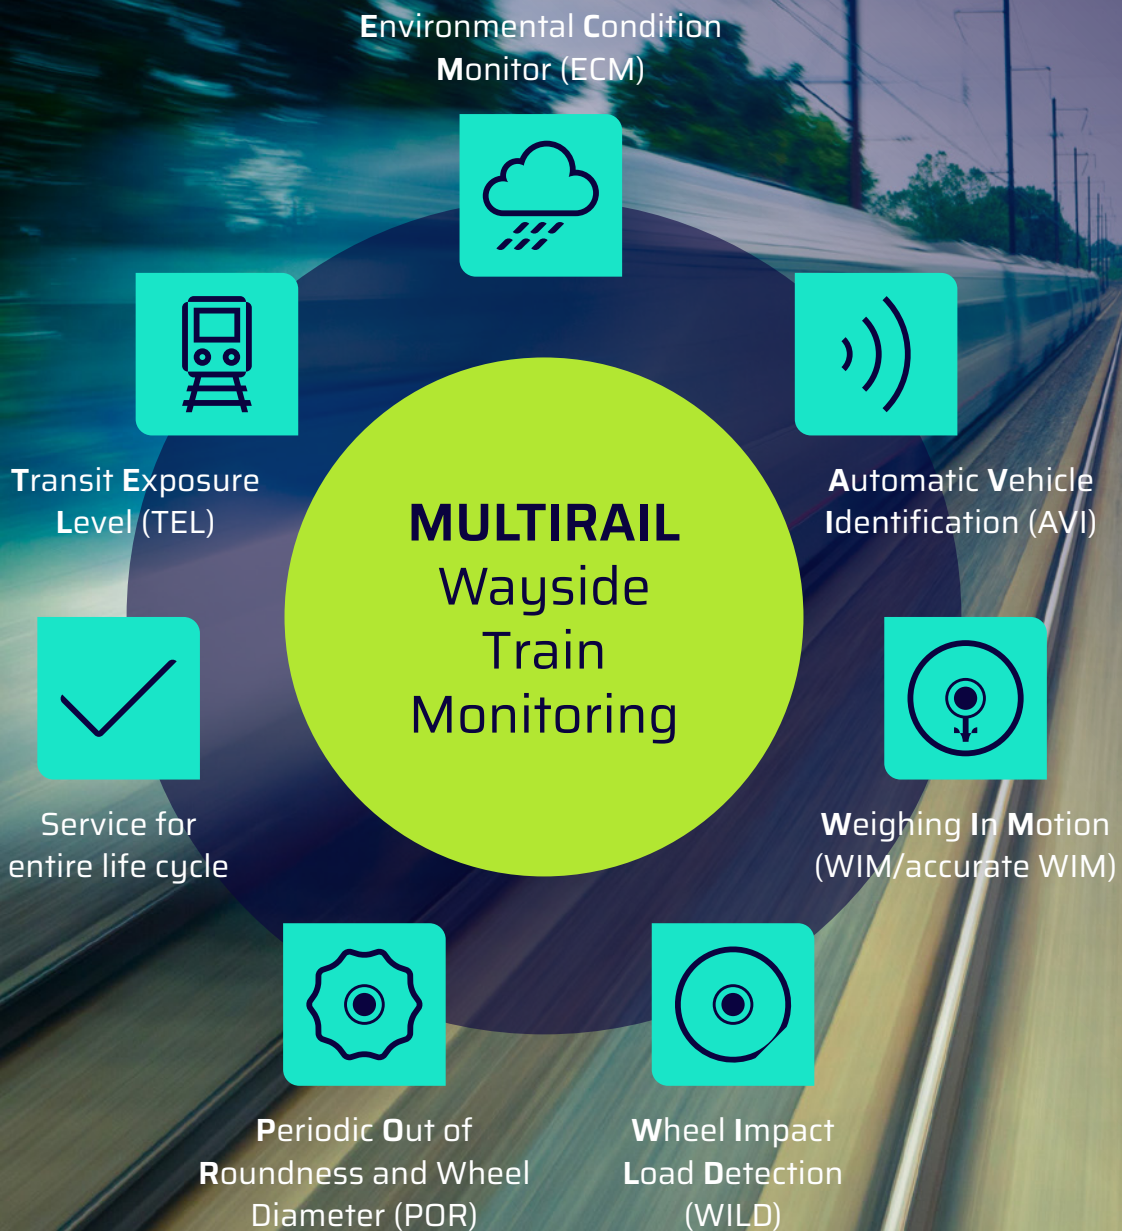 Environmental Condition
Monitor (ECM)
Transit Exposure
Level (TEL)
Automatic Vehicle
Identification (AVI)
MULTIRAIL
Wayside
Train
Monitoring
Service for
entire life cycle
Weighing In Motion
(WIM/accurate WIM)
Periodic Out of
Roundness and Wheel
Diameter (POR)
Wheel Impact
Load Detection
(WILD)